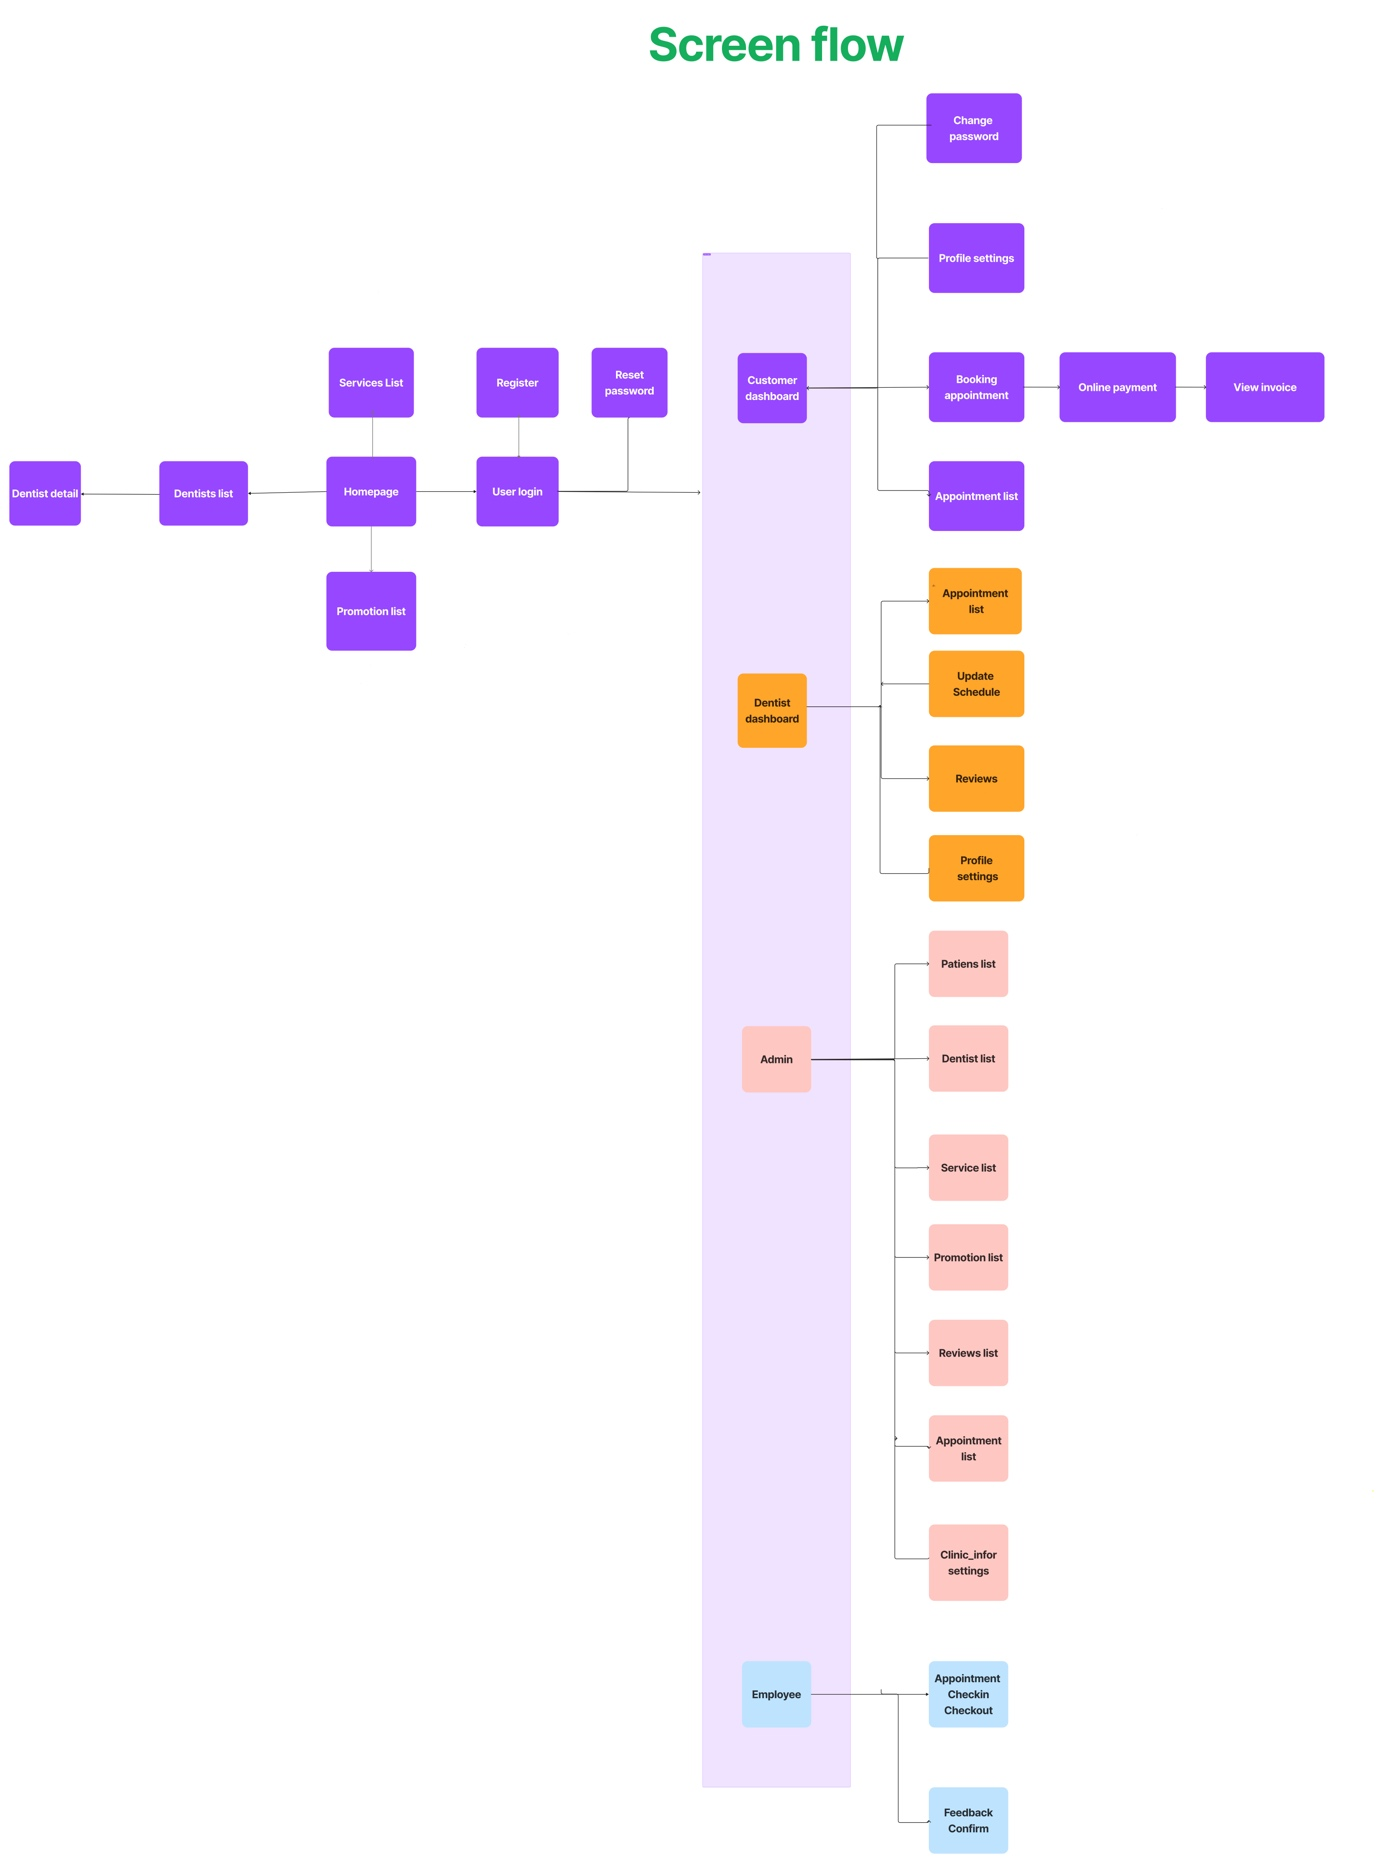 Screen flow
Change
password
Profile settings
Services List
Register
Reset
password
Customer
dashboard
Booking
appointment
Online payment
View invoice
Dentist detail
Dentists list
Homepage
User login
Appointment list
Promotion list
Appointment
list
Update
Schedule
Dentist
dashboard
Reviews
Profile
settings
Patiens list
Admin
Dentist list
Service list
Promotion list
Reviews list
Appointment
list
Clinic_infor
settings
Employee
Appointment
Checkin
Checkout
Feedback
Confirm